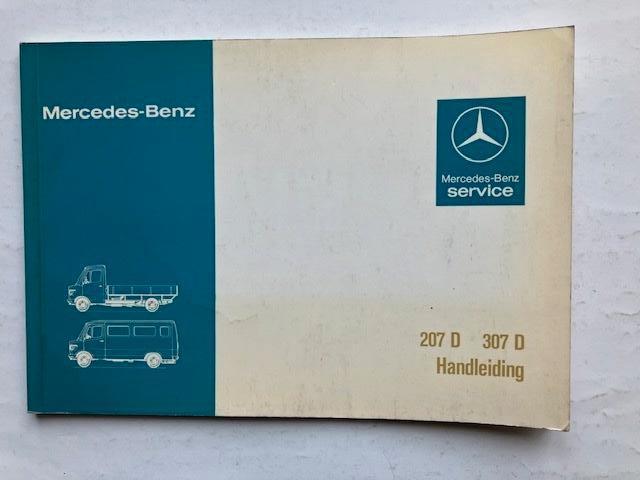 Mercedes-Benz
Mercedes-Benz
service
207 D 307 D
Handleiding